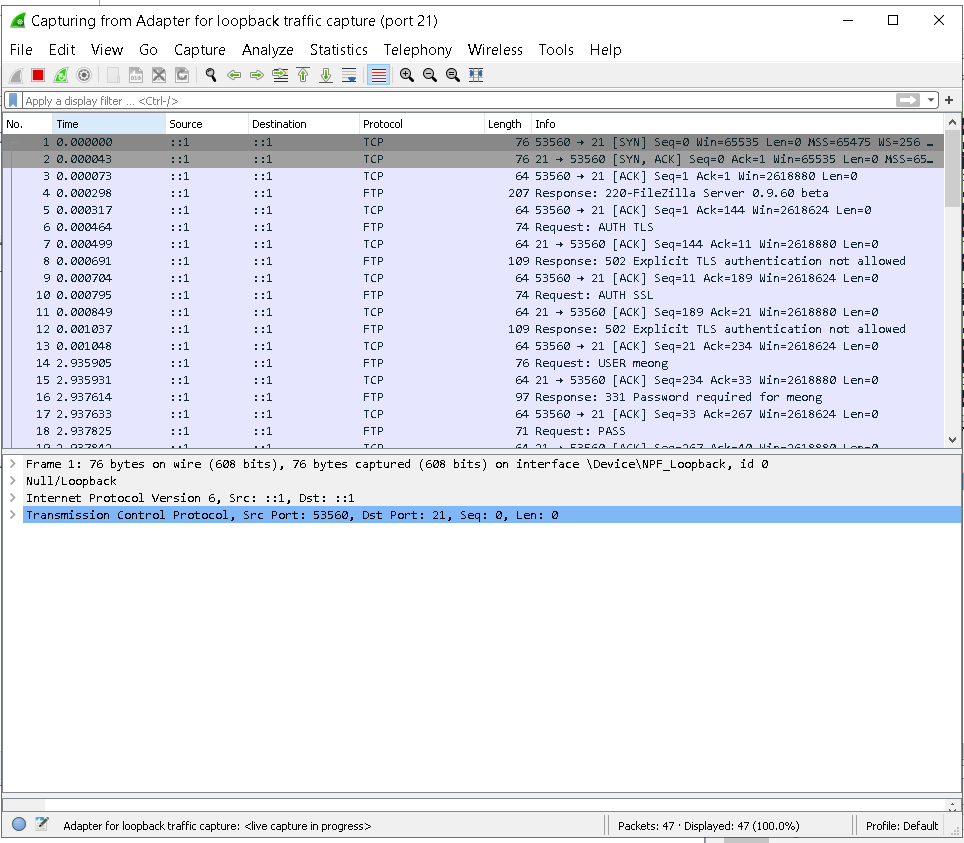 Capturing from Adapter for loopback traffic capture (port 21)
File Edit View Go Capture Analyze Statistics Telephony Wireless Tools Help
Apply a display filter ... <Ctrl-/>
No. Time Source Destination Protocol Length Info
1 0.000000 ::1 ::1 TCP 76 53560 → 21 [SYN] Seq=0 Win=65535 Len=0 MSS=65475 WS=256 …
2 0.000043 ::1 ::1 TCP 76 21 → 53560 [SYN, ACK] Seq=0 Ack=1 Win=65535 Len=0 MSS=65…
3 0.000073 ::1 ::1 TCP 64 53560 → 21 [ACK] Seq=1 Ack=1 Win=2618880 Len=0
4 0.000298 ::1 ::1 FTP 207 Response: 220-FileZilla Server 0.9.60 beta
5 0.000317 ::1 ::1 TCP 64 53560 → 21 [ACK] Seq=1 Ack=144 Win=2618624 Len=0
6 0.000464 ::1 ::1 FTP 74 Request: AUTH TLS
7 0.000499 ::1 ::1 TCP 64 21 → 53560 [ACK] Seq=144 Ack=11 Win=2618880 Len=0
8 0.000691 ::1 ::1 FTP 109 Response: 502 Explicit TLS authentication not allowed
9 0.000704 ::1 ::1 TCP 64 53560 → 21 [ACK] Seq=11 Ack=189 Win=2618624 Len=0
10 0.000795 ::1 ::1 FTP 74 Request: AUTH SSL
11 0.000849 ::1 ::1 TCP 64 21 → 53560 [ACK] Seq=189 Ack=21 Win=2618880 Len=0
12 0.001037 ::1 ::1 FTP 109 Response: 502 Explicit TLS authentication not allowed
13 0.001048 ::1 ::1 TCP 64 53560 → 21 [ACK] Seq=21 Ack=234 Win=2618624 Len=0
14 2.935905 ::1 ::1 FTP 76 Request: USER meong
15 2.935931 ::1 ::1 TCP 64 21 → 53560 [ACK] Seq=234 Ack=33 Win=2618880 Len=0
16 2.937614 ::1 ::1 FTP 97 Response: 331 Password required for meong
17 2.937633 ::1 ::1 TCP 64 53560 → 21 [ACK] Seq=33 Ack=267 Win=2618624 Len=0
18 2.937825 ::1 ::1 FTP 71 Request: PASS
19 2.937842 ::1 ::1 TCP 64 21 → 53560 [ACK] Seq=267 Ack=40 Win=2618880 Len=0
Frame 1: 76 bytes on wire (608 bits), 76 bytes captured (608 bits) on interface \Device\NPF_Loopback, id 0
Null/Loopback
Internet Protocol Version 6, Src: ::1, Dst: ::1
Transmission Control Protocol, Src Port: 53560, Dst Port: 21, Seq: 0, Len: 0
Adapter for loopback traffic capture: <live capture in progress> Packets: 47 · Displayed: 47 (100.0%) Profile: Default